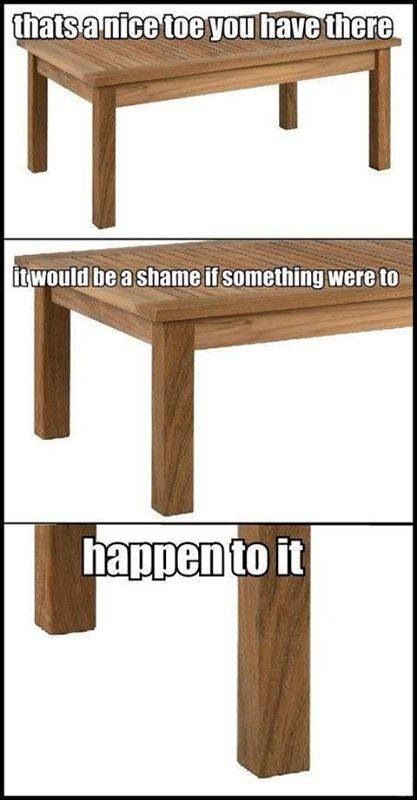 thats a nice toe you have there
it would be a shame if something were to
happen to it